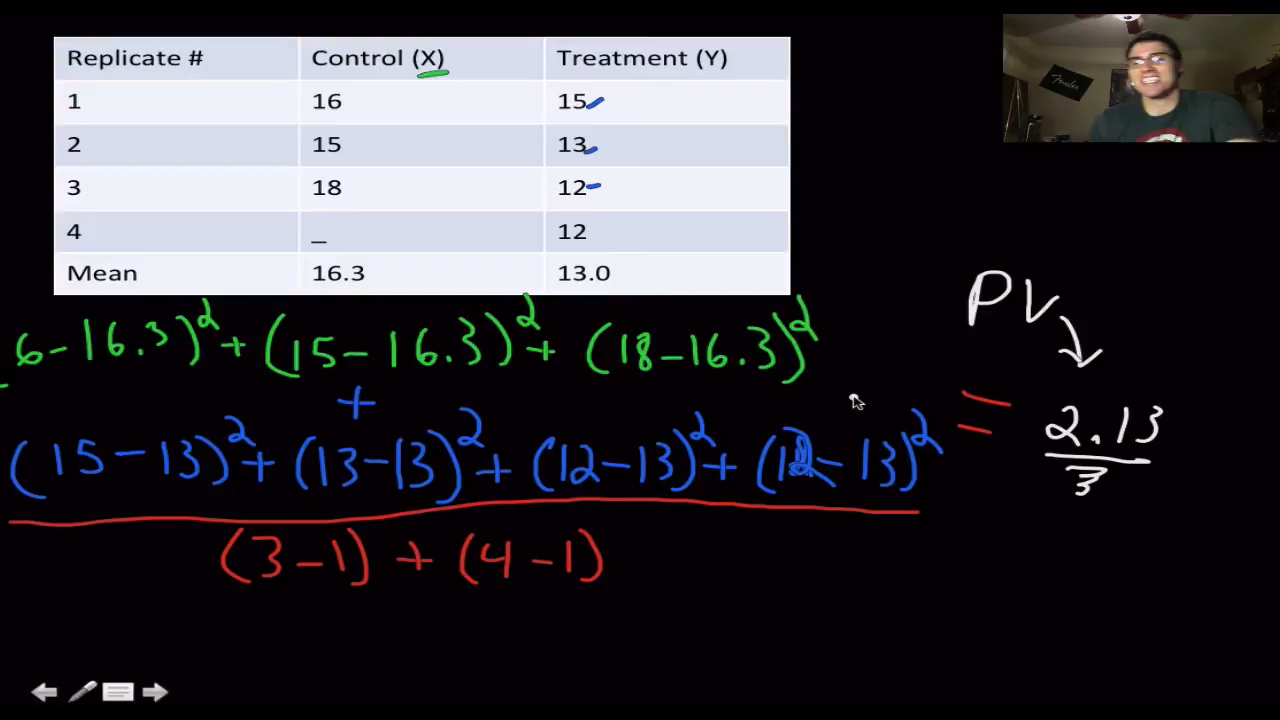 Replicate # Control (X) Treatment (Y)
1 16 15
2 15 13
3 18 12
4 _ 12
Mean 16.3 13.0
Fender
PV
6-16.3)² + (15-16.3)² + (18-16.3)²
+
(15-13)² + (13-13)² + (12-13)² + (12-13)² = 2.13
(3-1) + (4-1)